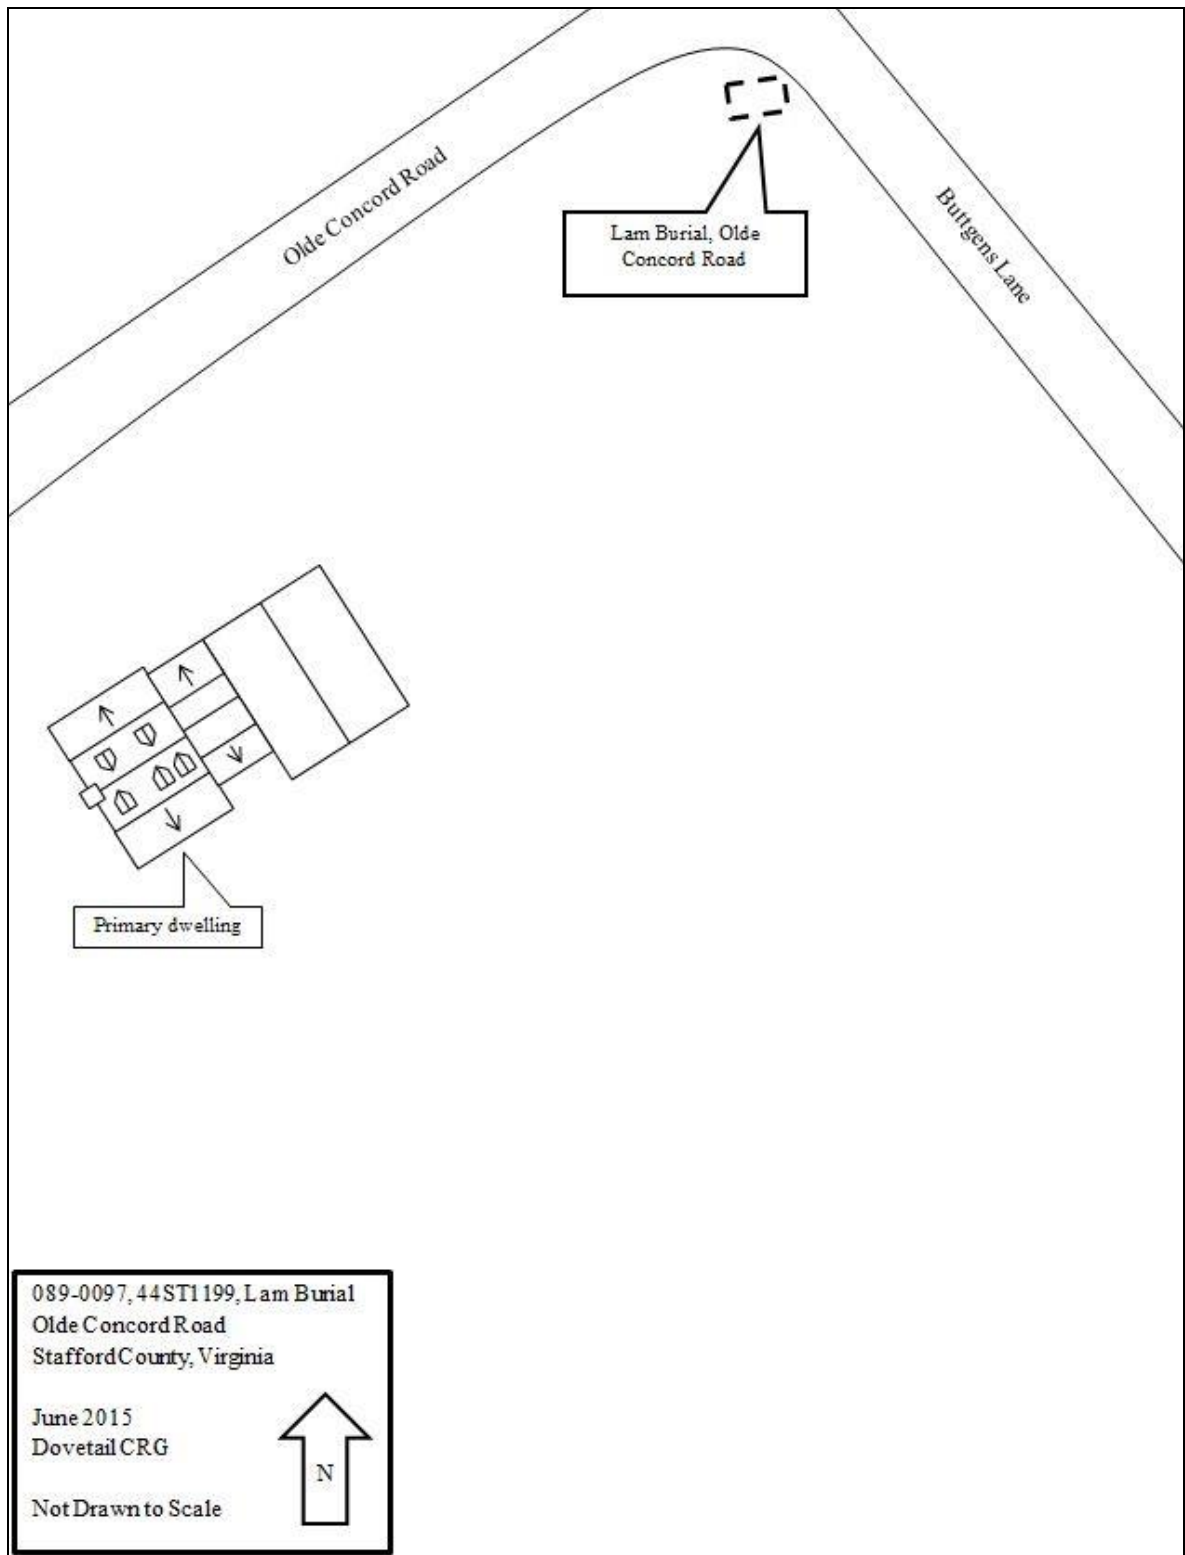 Olde Concord Road
Buttgens Lane
Lam Burial, Olde
Concord Road
Primary dwelling
089-0097, 44ST1199, Lam Burial
Olde Concord Road
Stafford County, Virginia
June 2015
Dovetail CRG
N
Not Drawn to Scale